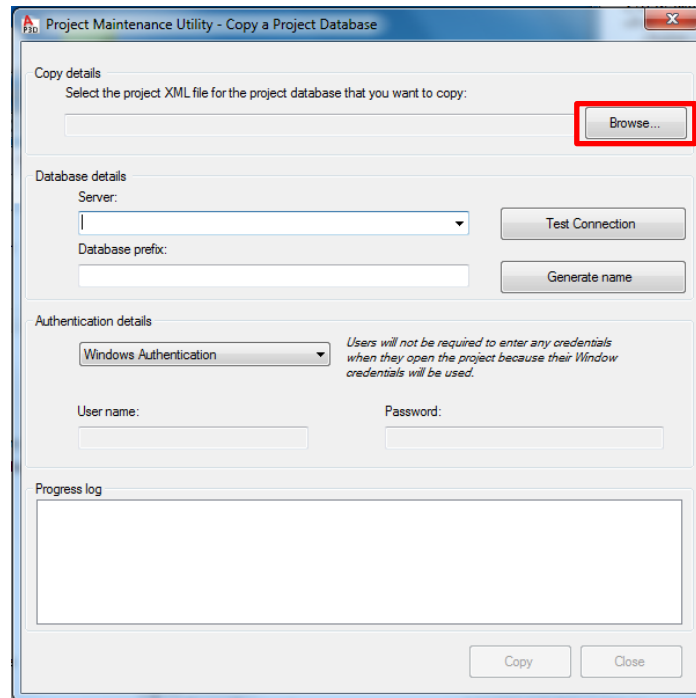 P3D Project Maintenance Utility - Copy a Project Database
Copy details
Select the project XML file for the project database that you want to copy:
Browse...
Database details
Server:
Test Connection
Database prefix:
Generate name
Authentication details
Windows Authentication
Users will not be required to enter any credentials
when they open the project because their Window
credentials will be used.
User name:
Password:
Progress log
Copy
Close